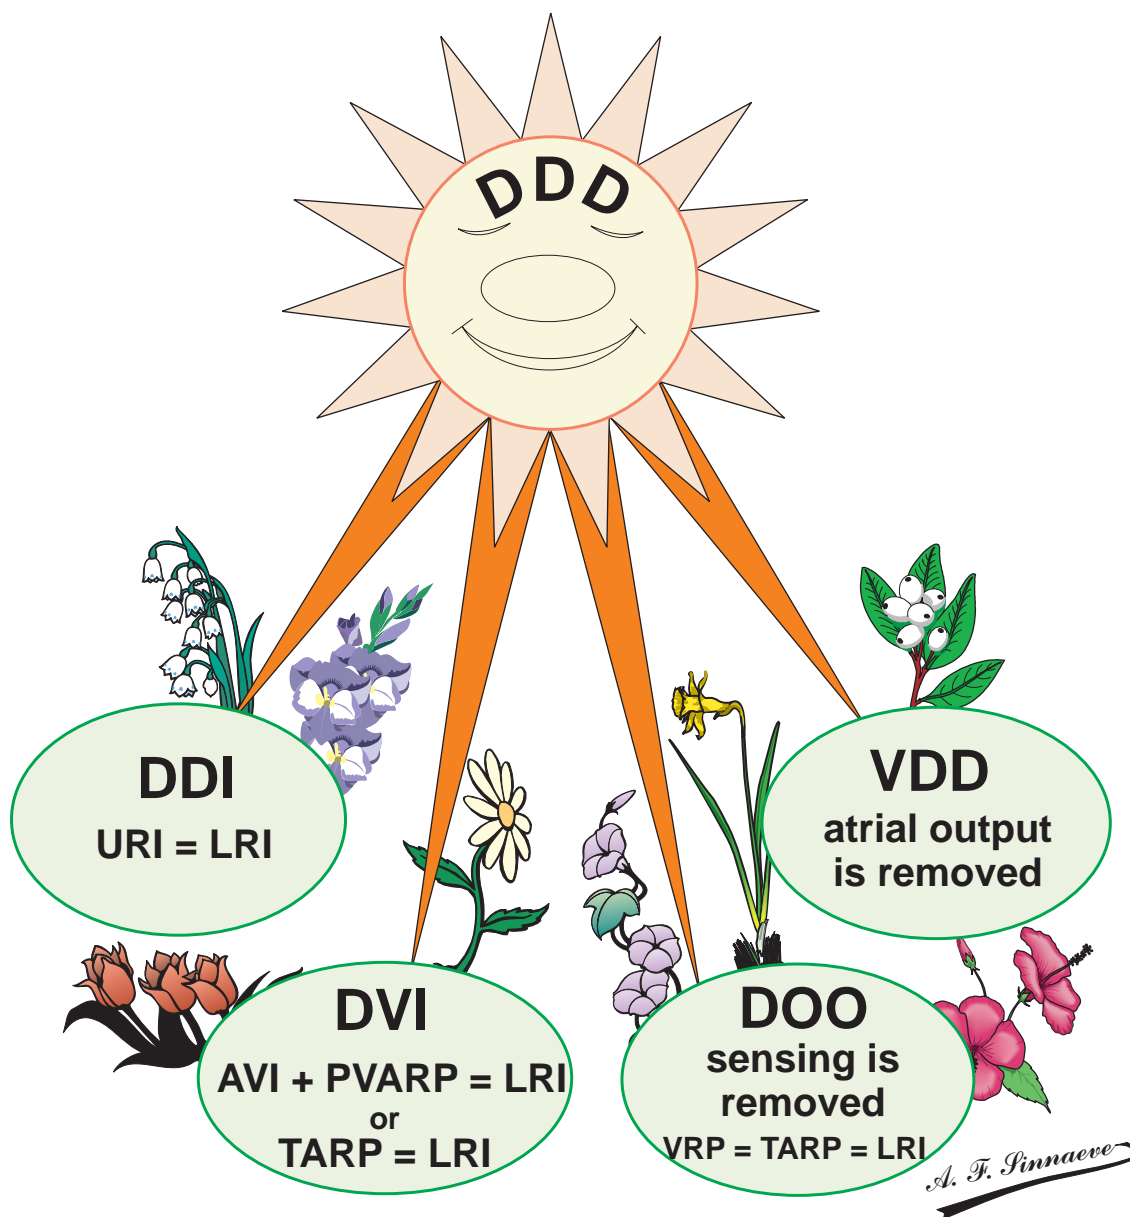 DDD
DDI
URI = LRI
VDD
atrial output
is removed
DVI
AVI + PVARP = LRI
or
TARP = LRI
DOO
sensing is
removed
VRP = TARP = LRI
A. F. Sinnaeve